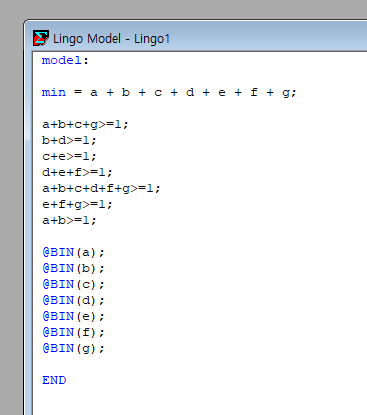 Lingo Model - Lingo1
model:
min = a + b + c + d + e + f + g;
a+b+c+g>=1;
b+d>=1;
c+e>=1;
d+e+f>=1;
a+b+c+d+f+g>=1;
e+f+g>=1;
a+b>=1;
@BIN(a);
@BIN(b);
@BIN(c);
@BIN(d);
@BIN(e);
@BIN(f);
@BIN(g);
END